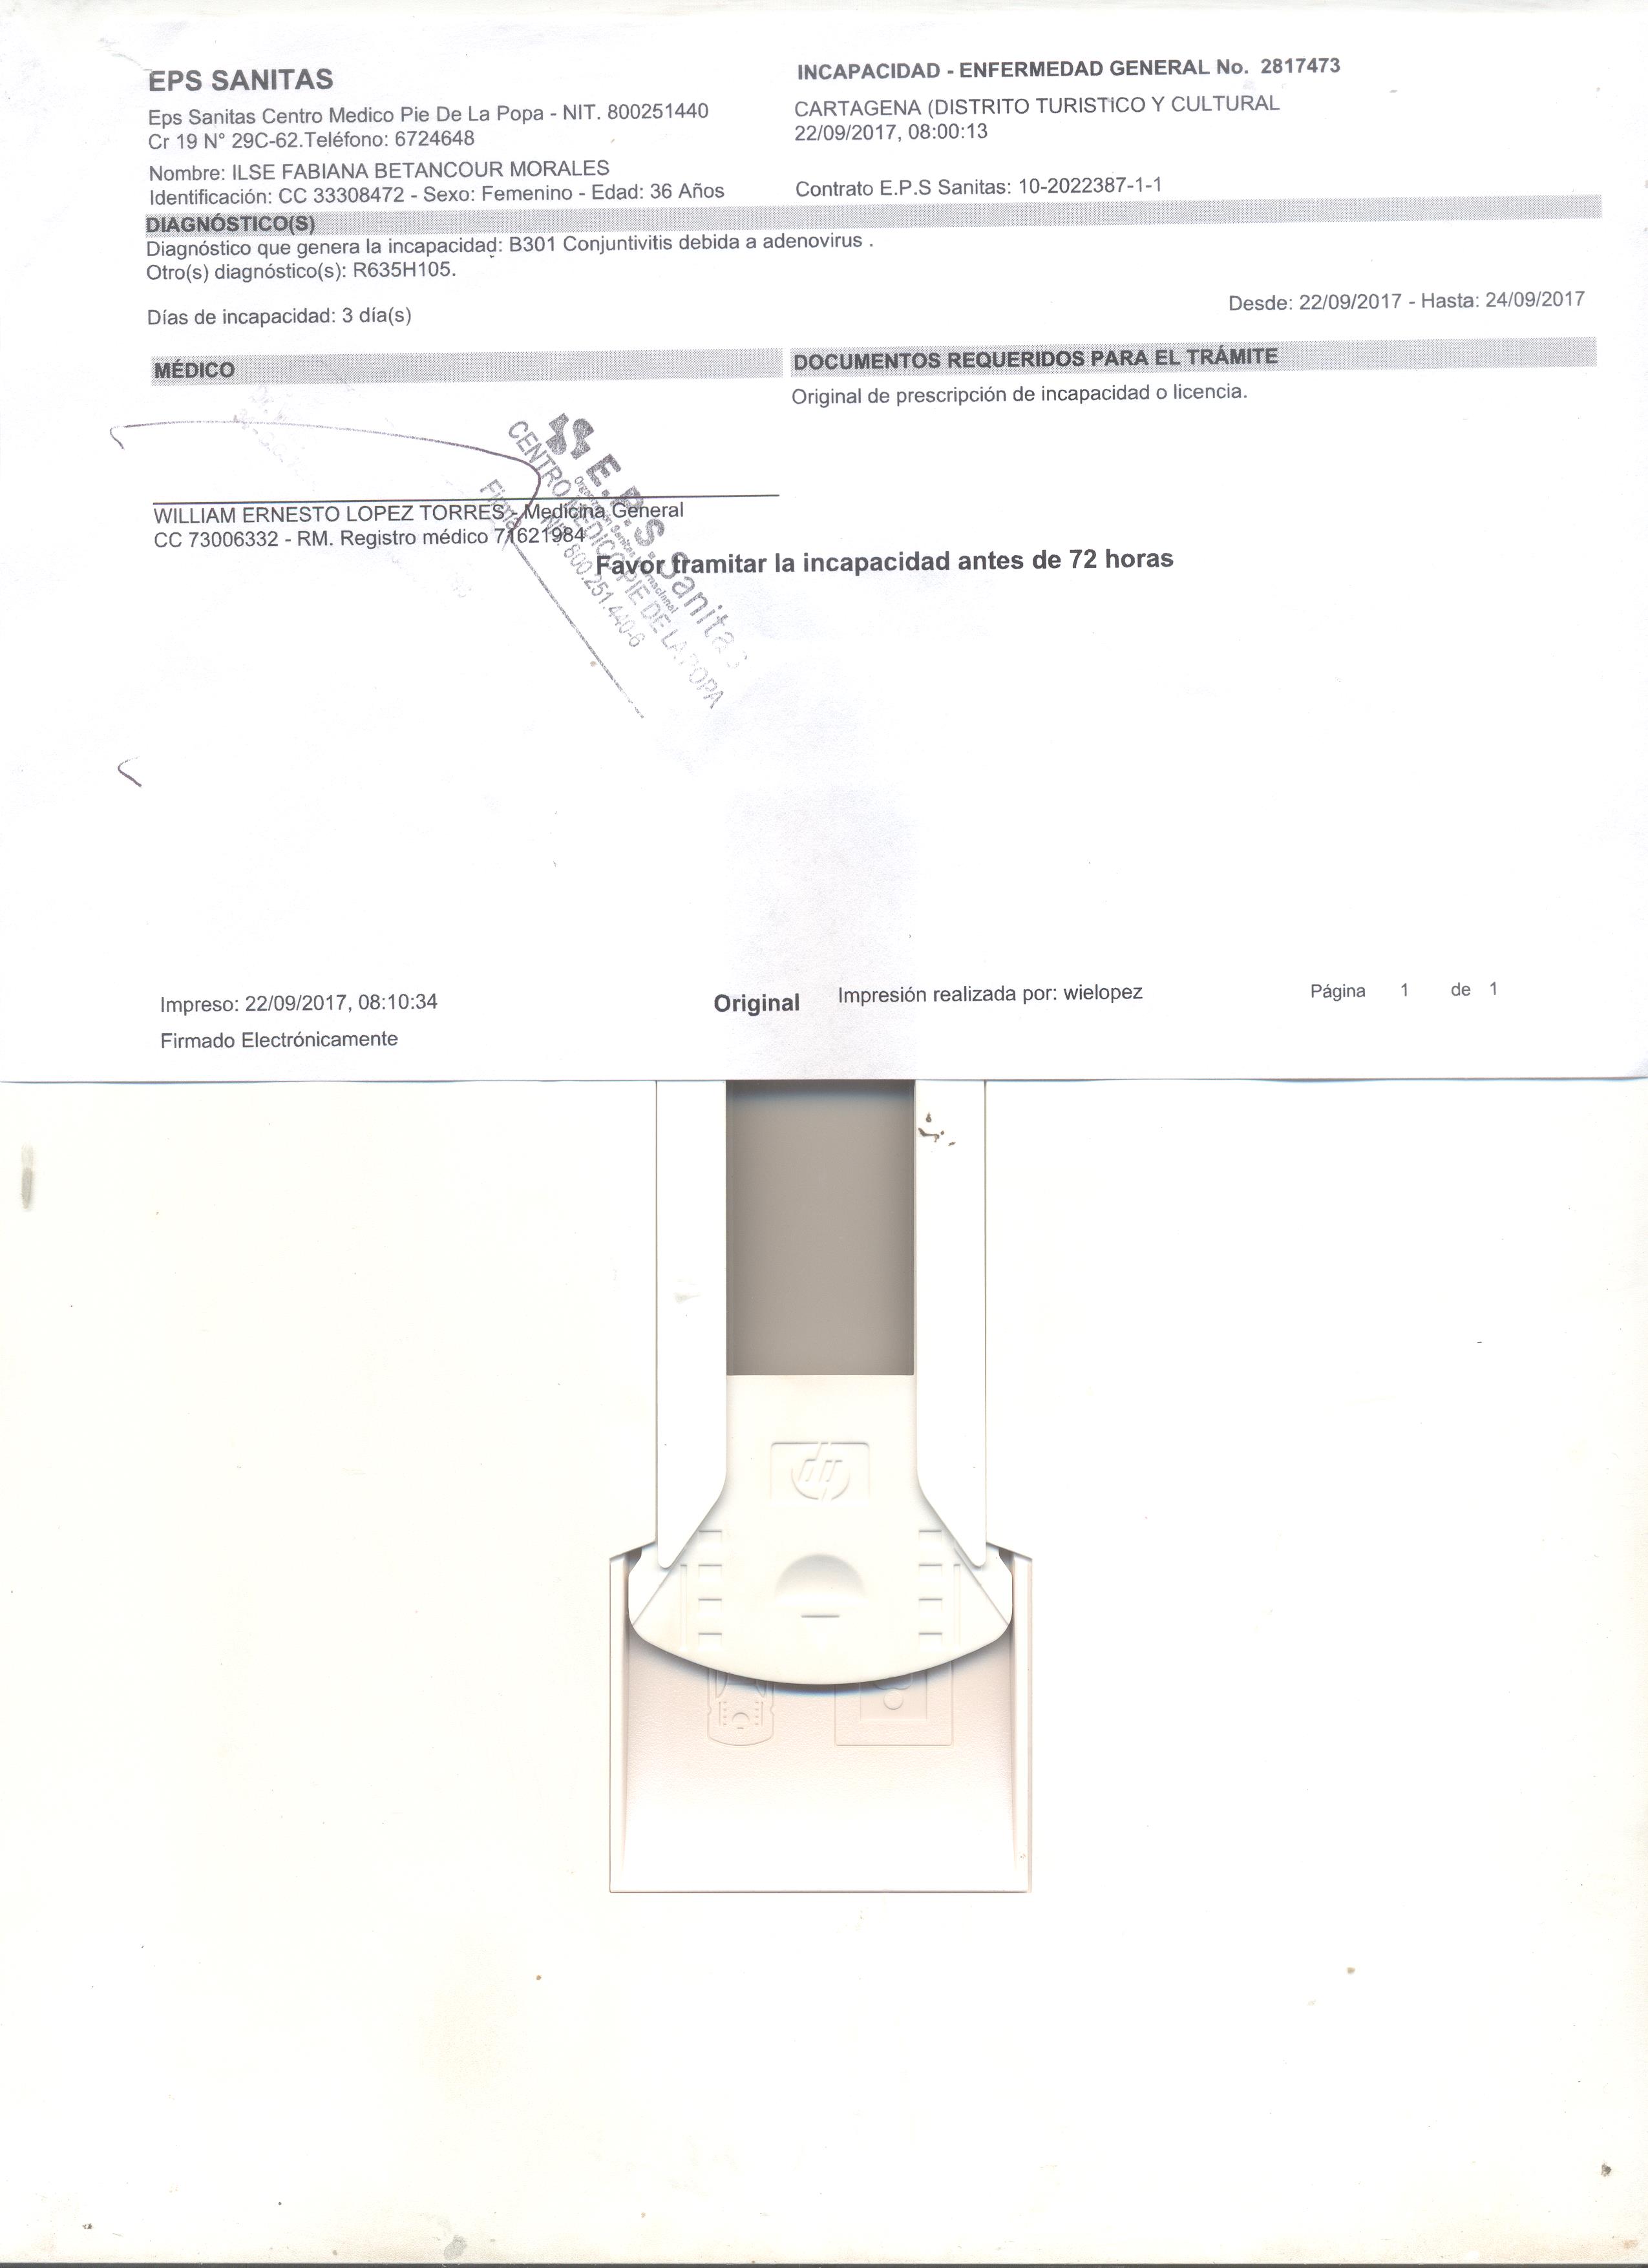 EPS SANITAS
Eps Sanitas Centro Medico Pie De La Popa - NIT. 800251440
Cr 19 N° 29C-62.Teléfono: 6724648
INCAPACIDAD - ENFERMEDAD GENERAL No. 2817473
CARTAGENA (DISTRITO TURISTICO Y CULTURAL
22/09/2017, 08:00:13
Nombre: ILSE FABIANA BETANCOUR MORALES
Identificación: CC 33308472 - Sexo: Femenino - Edad: 36 Años
Contrato E.P.S Sanitas: 10-2022387-1-1
DIAGNÓSTICO(S)
Diagnóstico que genera la incapacidad: B301 Conjuntivitis debida a adenovirus .
Otro(s) diagnóstico(s): R635H105.
Días de incapacidad: 3 día(s)
Desde: 22/09/2017 - Hasta: 24/09/2017
MÉDICO
DOCUMENTOS REQUERIDOS PARA EL TRÁMITE
Original de prescripción de incapacidad o licencia.
E.P.S. Sanitas
Organización Sanitas Internacional
CENTRO MEDICO PIE DE LA POPA
NIT. 800.251.440-6
Firma
WILLIAM ERNESTO LOPEZ TORRES - Medicina General
CC 73006332 - RM. Registro médico 71621984
Favor tramitar la incapacidad antes de 72 horas
Impreso: 22/09/2017, 08:10:34
Original
Impresión realizada por: wielopez
Página 1 de 1
Firmado Electrónicamente
hp